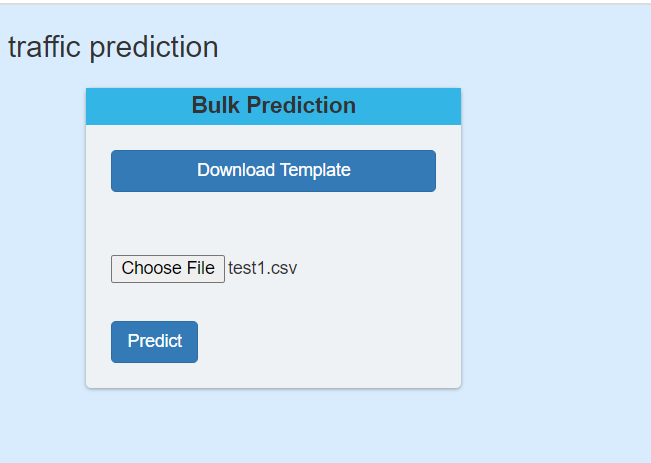 traffic prediction
Bulk Prediction
Download Template
Choose File test1.csv
Predict